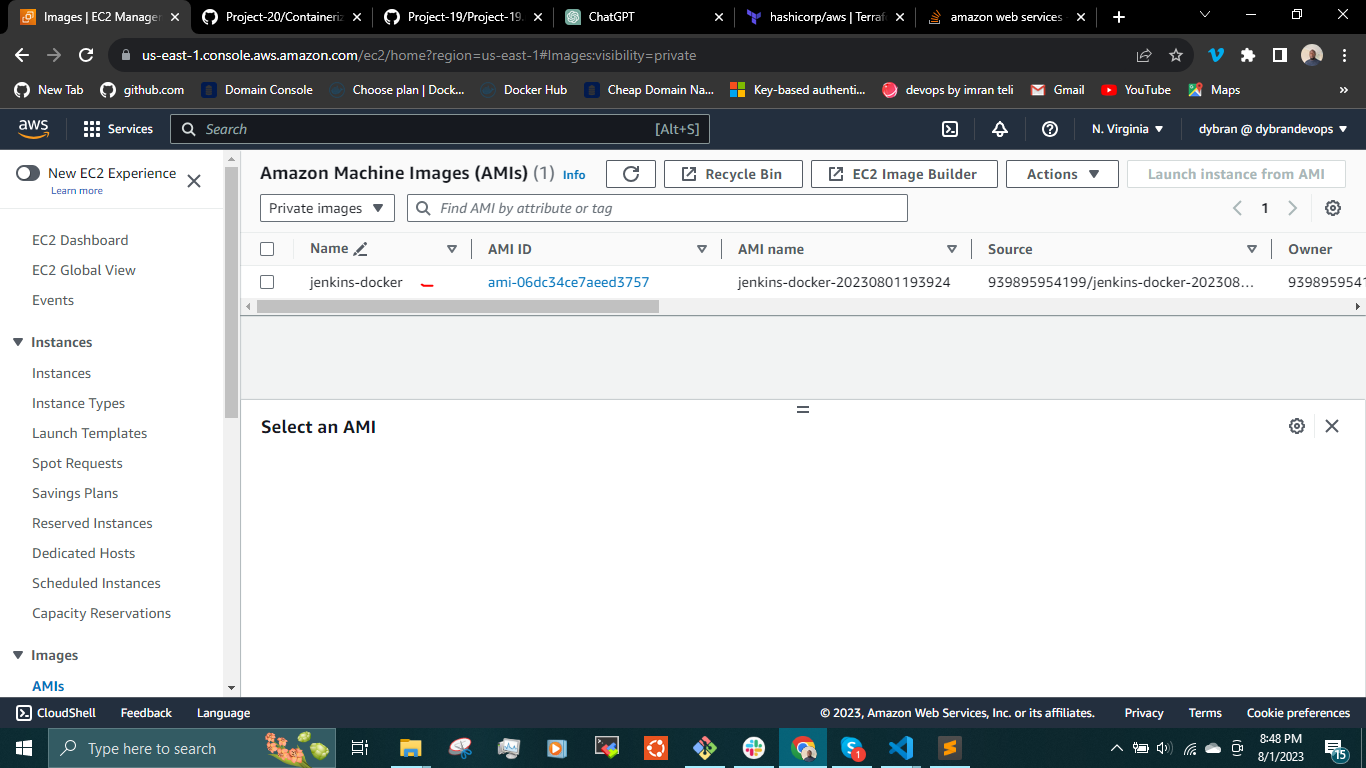 Images | EC2 Manager
Project-20/Containeriz
Project-19/Project-19.
ChatGPT
hashicorp/aws | Terraf
amazon web services
us-east-1.console.aws.amazon.com/ec2/home?region=us-east-1#Images:visibility=private
New Tab
github.com
Domain Console
Choose plan | Dock...
Docker Hub
Cheap Domain Na...
Key-based authenti...
devops by imran teli
Gmail
YouTube
Maps
»
aws
Services
Search
[Alt+S]
N. Virginia
dybran @ dybrandevops
New EC2 Experience
Learn more
EC2 Dashboard
EC2 Global View
Events
Instances
Instances
Instance Types
Launch Templates
Spot Requests
Savings Plans
Reserved Instances
Dedicated Hosts
Scheduled Instances
Capacity Reservations
Images
AMIs
Amazon Machine Images (AMIs) (1) Info
Recycle Bin
EC2 Image Builder
Actions
Launch instance from AMI
Private images
Find AMI by attribute or tag
1
Name
AMI ID
AMI name
Source
Owner
jenkins-docker
ami-06dc34ce7aeed3757
jenkins-docker-20230801193924
939895954199/jenkins-docker-202308...
9398959541
Select an AMI
CloudShell
Feedback
Language
© 2023, Amazon Web Services, Inc. or its affiliates.
Privacy
Terms
Cookie preferences
Type here to search
1
8:48 PM
8/1/2023
15